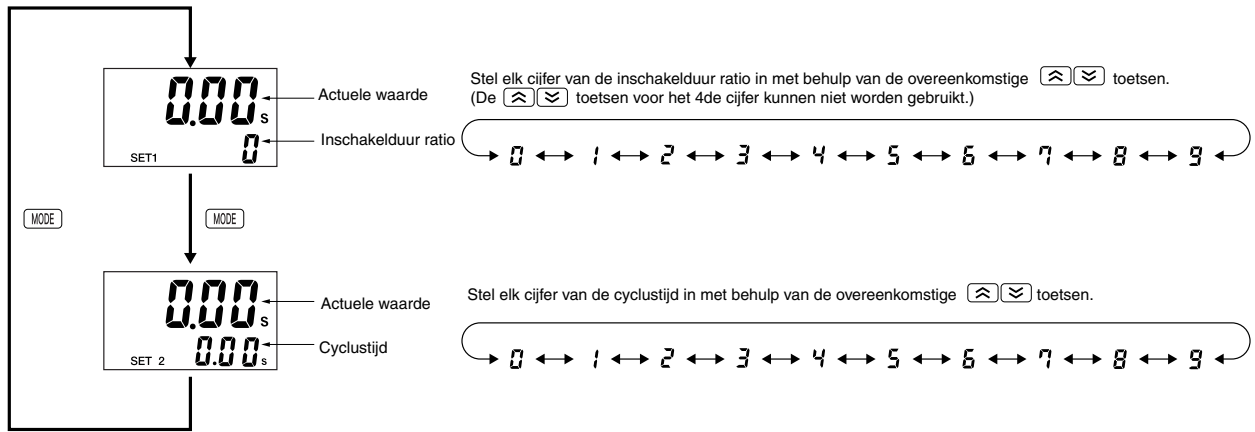 0.00 s
Actuele waarde
SET1 0
Inschakelduur ratio
Stel elk cijfer van de inschakelduur ratio in met behulp van de overeenkomstige toetsen.
(De toetsen voor het 4de cijfer kunnen niet worden gebruikt.)
0 1 2 3 4 5 6 7 8 9
MODE
MODE
0.00 s
Actuele waarde
SET 2 0.00 s
Cyclustijd
Stel elk cijfer van de cyclustijd in met behulp van de overeenkomstige toetsen.
0 1 2 3 4 5 6 7 8 9